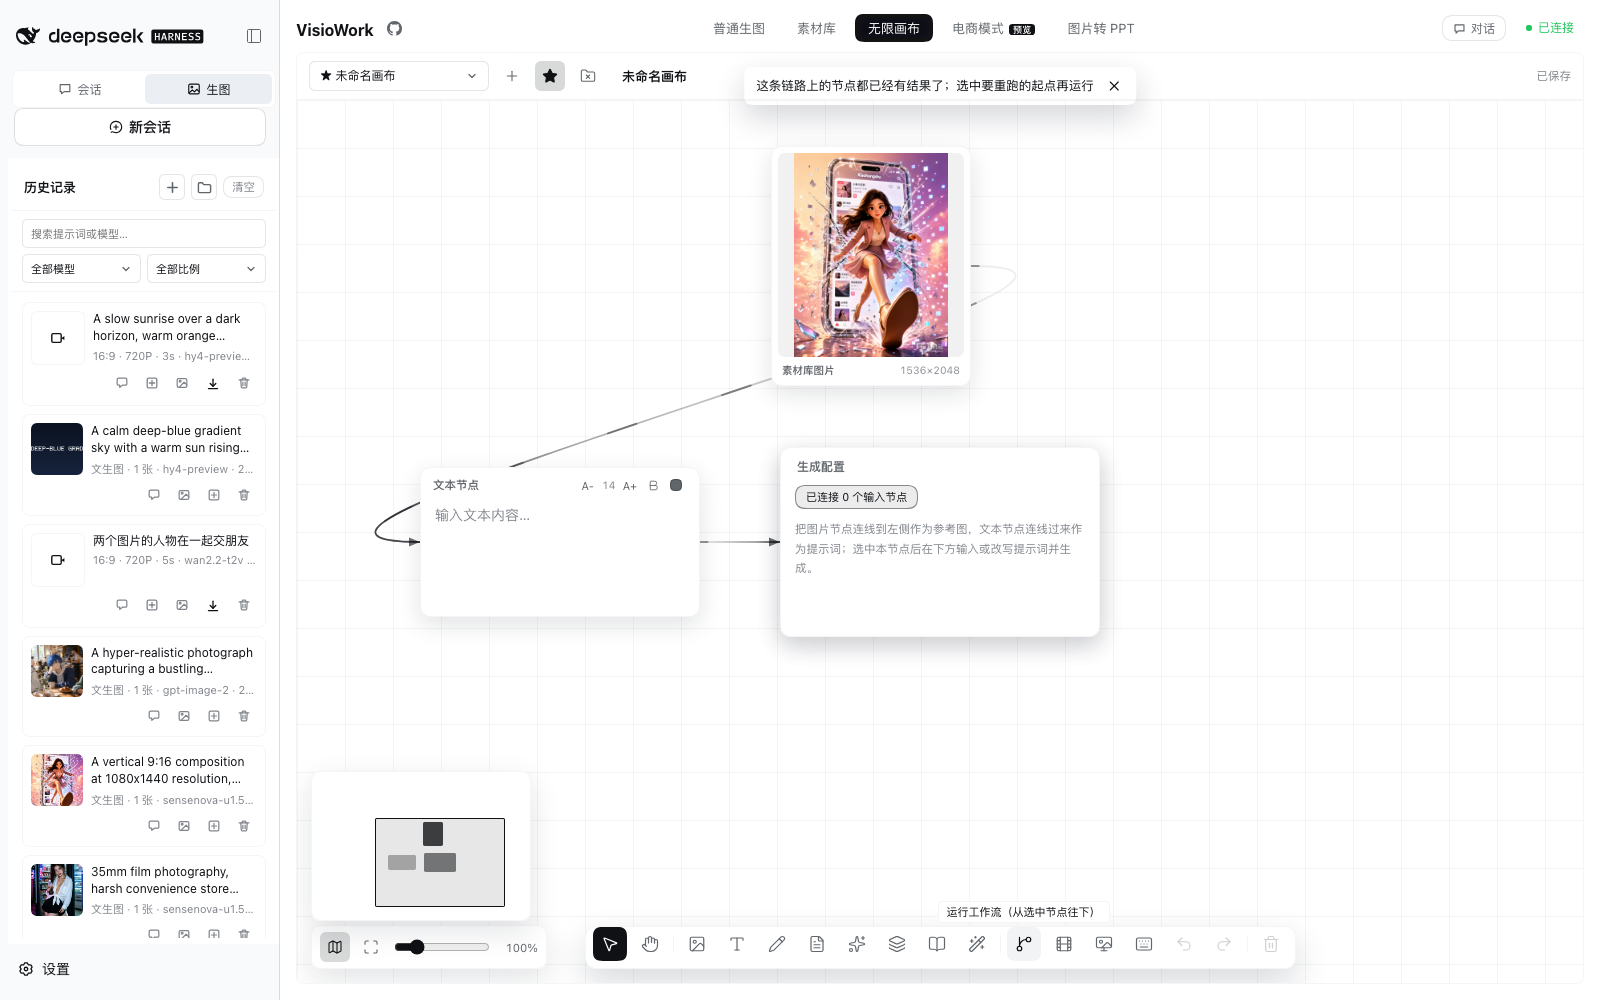 deepseek HARNESS
会话
生图
新会话
历史记录
清空
搜索提示词或模型...
全部模型
全部比例
A slow sunrise over a dark
horizon, warm orange...
16:9 · 720P · 3s · hy4-previe...
A calm deep-blue gradient
sky with a warm sun rising...
文生图 · 1 张 · hy4-preview · 2...
两个图片的人物在一起交朋友
16:9 · 720P · 5s · wan2.2-t2v ...
A hyper-realistic photograph
capturing a bustling...
文生图 · 1 张 · gpt-image-2 · 2...
A vertical 9:16 composition
at 1080x1440 resolution,...
文生图 · 1 张 · sensenova-u1.5...
35mm film photography,
harsh convenience store...
文生图 · 1 张 · sensenova-u1.5...
设置
VisioWork
普通生图
素材库
无限画布
电商模式 预览
图片转 PPT
对话
已连接
★ 未命名画布
未命名画布
这条链路上的节点都已经有结果了；选中要重跑的起点再运行
已保存
素材库图片
1536×2048
文本节点
A- 14 A+ B
输入文本内容...
生成配置
已连接 0 个输入节点
把图片节点连线到左侧作为参考图，文本节点连线过来作
为提示词；选中本节点后在下方输入或改写提示词并生
成。
运行工作流（从选中节点往下）
100%